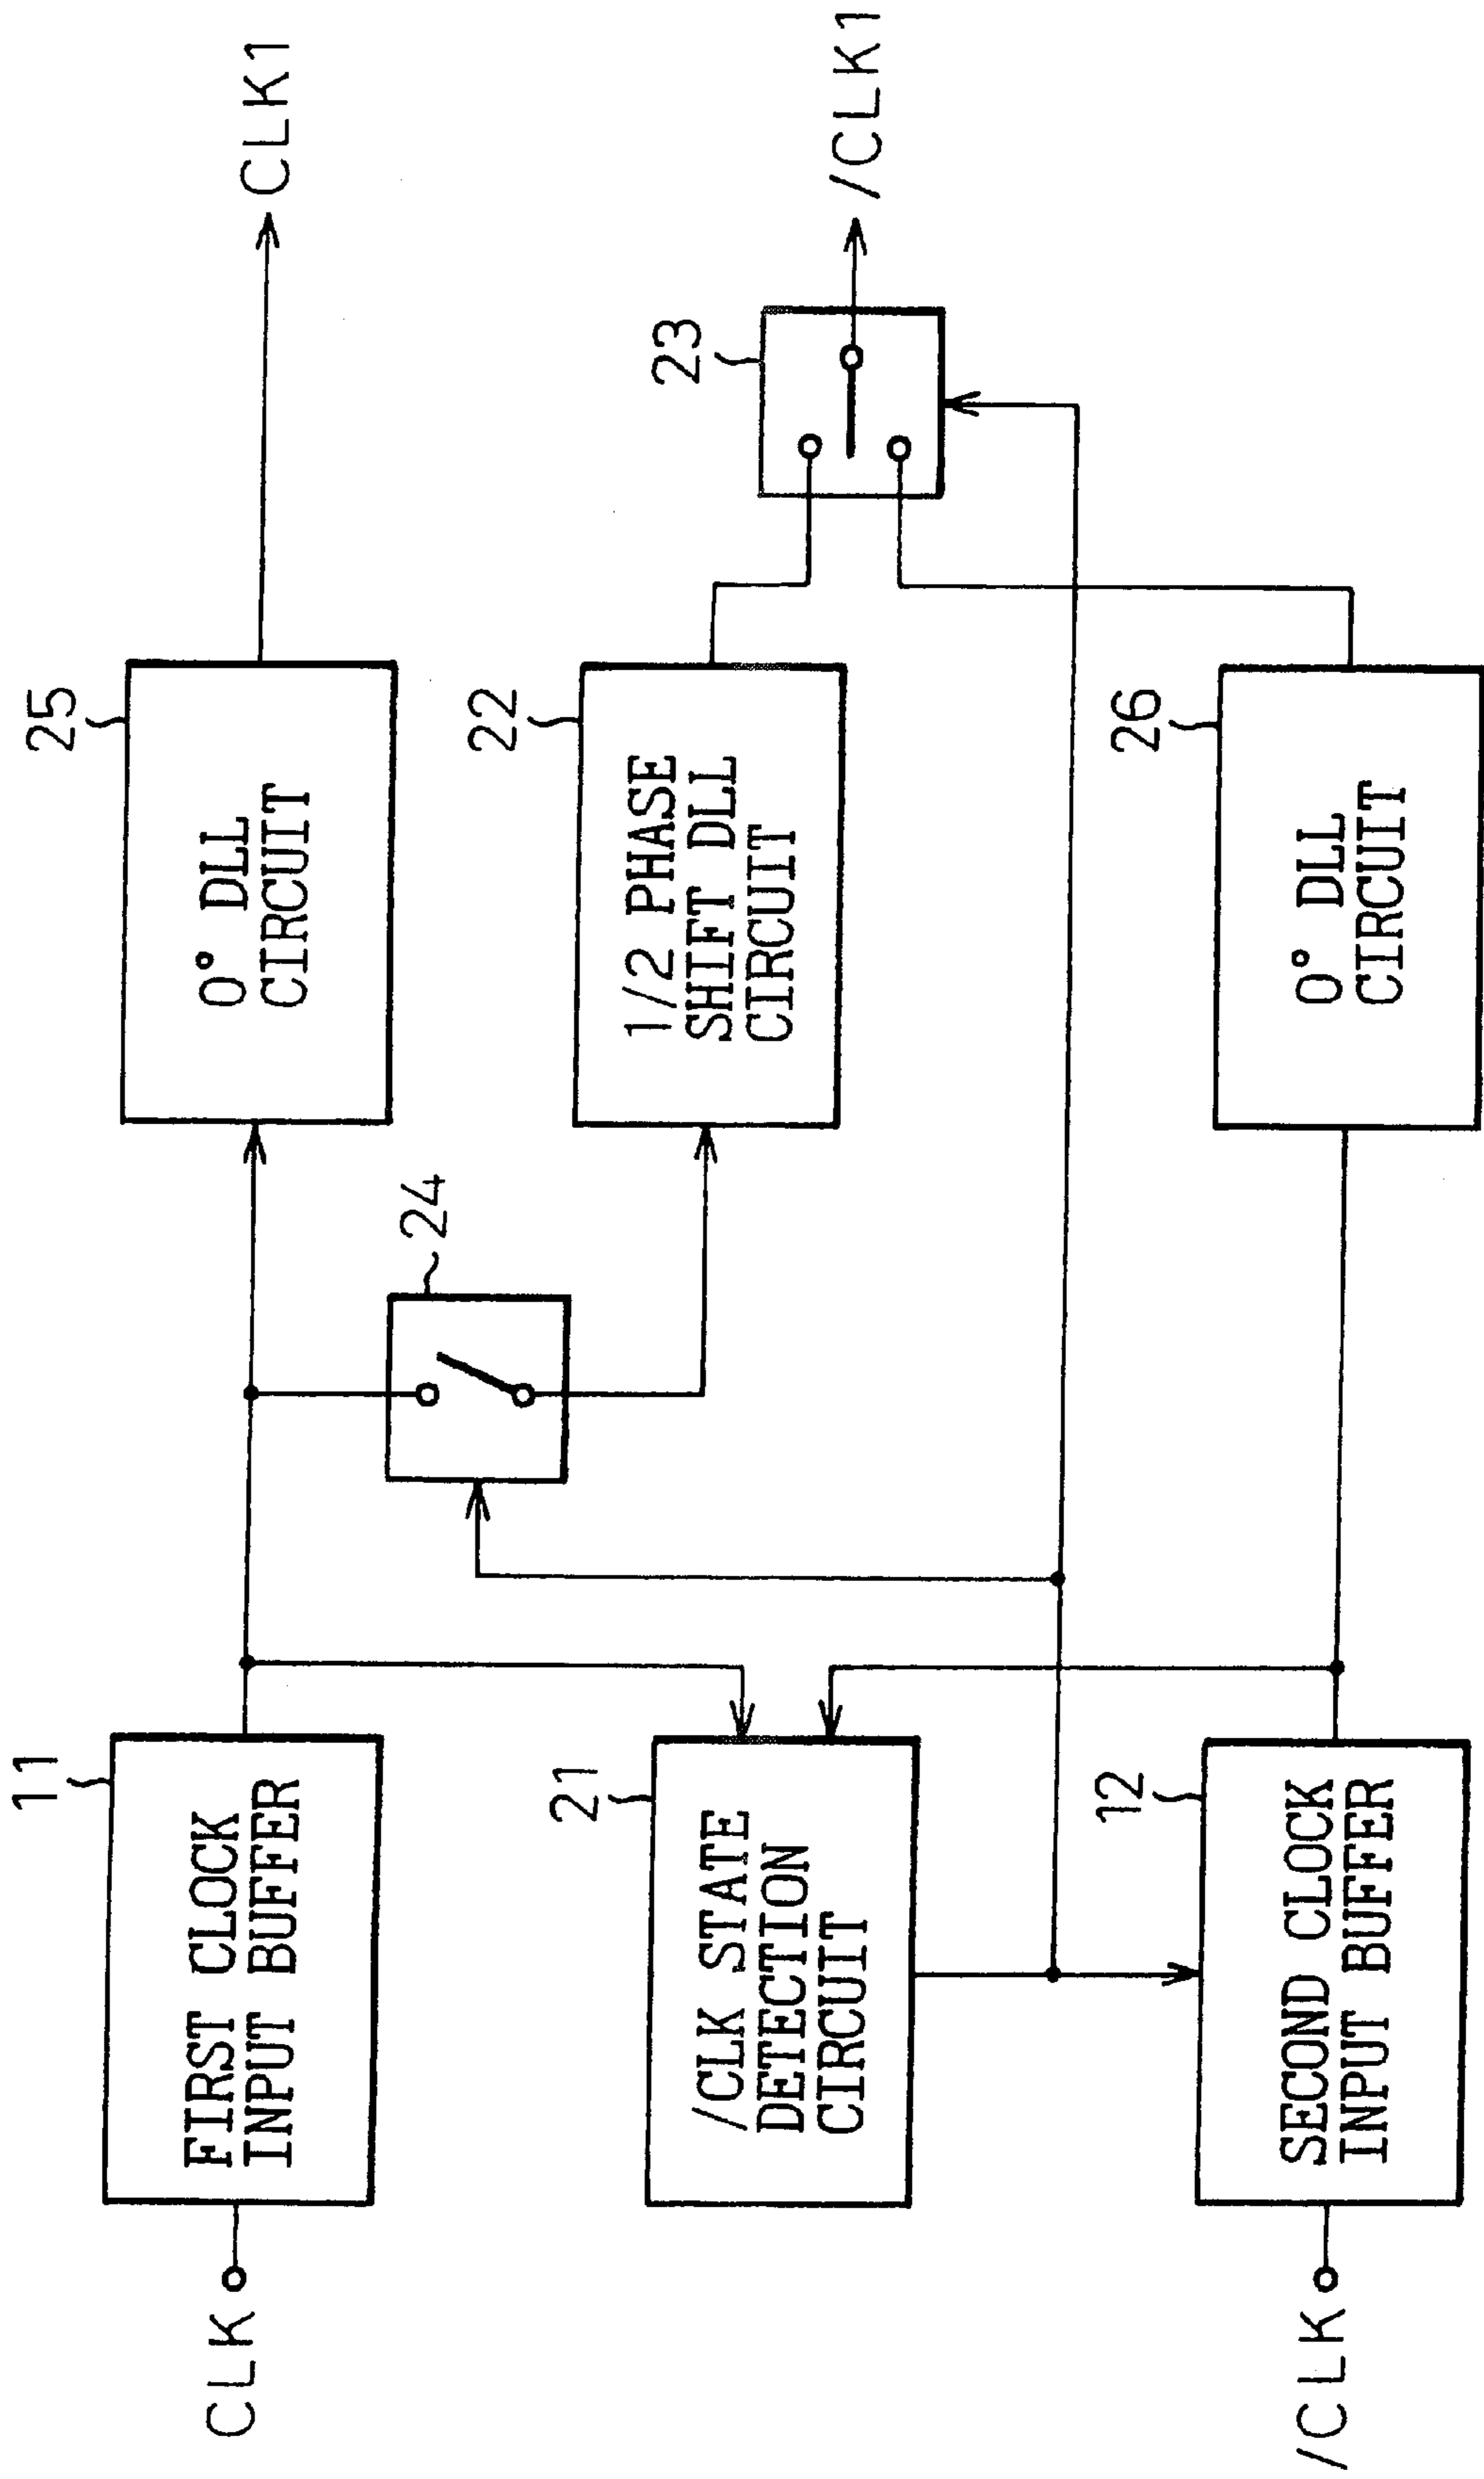 CLK
11
FIRST CLOCK
INPUT BUFFER
24
25
0° DLL
CIRCUIT
CLK1
21
/CLK STATE
DETECTION
CIRCUIT
22
1/2 PHASE
SHIFT DLL
CIRCUIT
23
/CLK1
/CLK
12
SECOND CLOCK
INPUT BUFFER
26
0° DLL
CIRCUIT